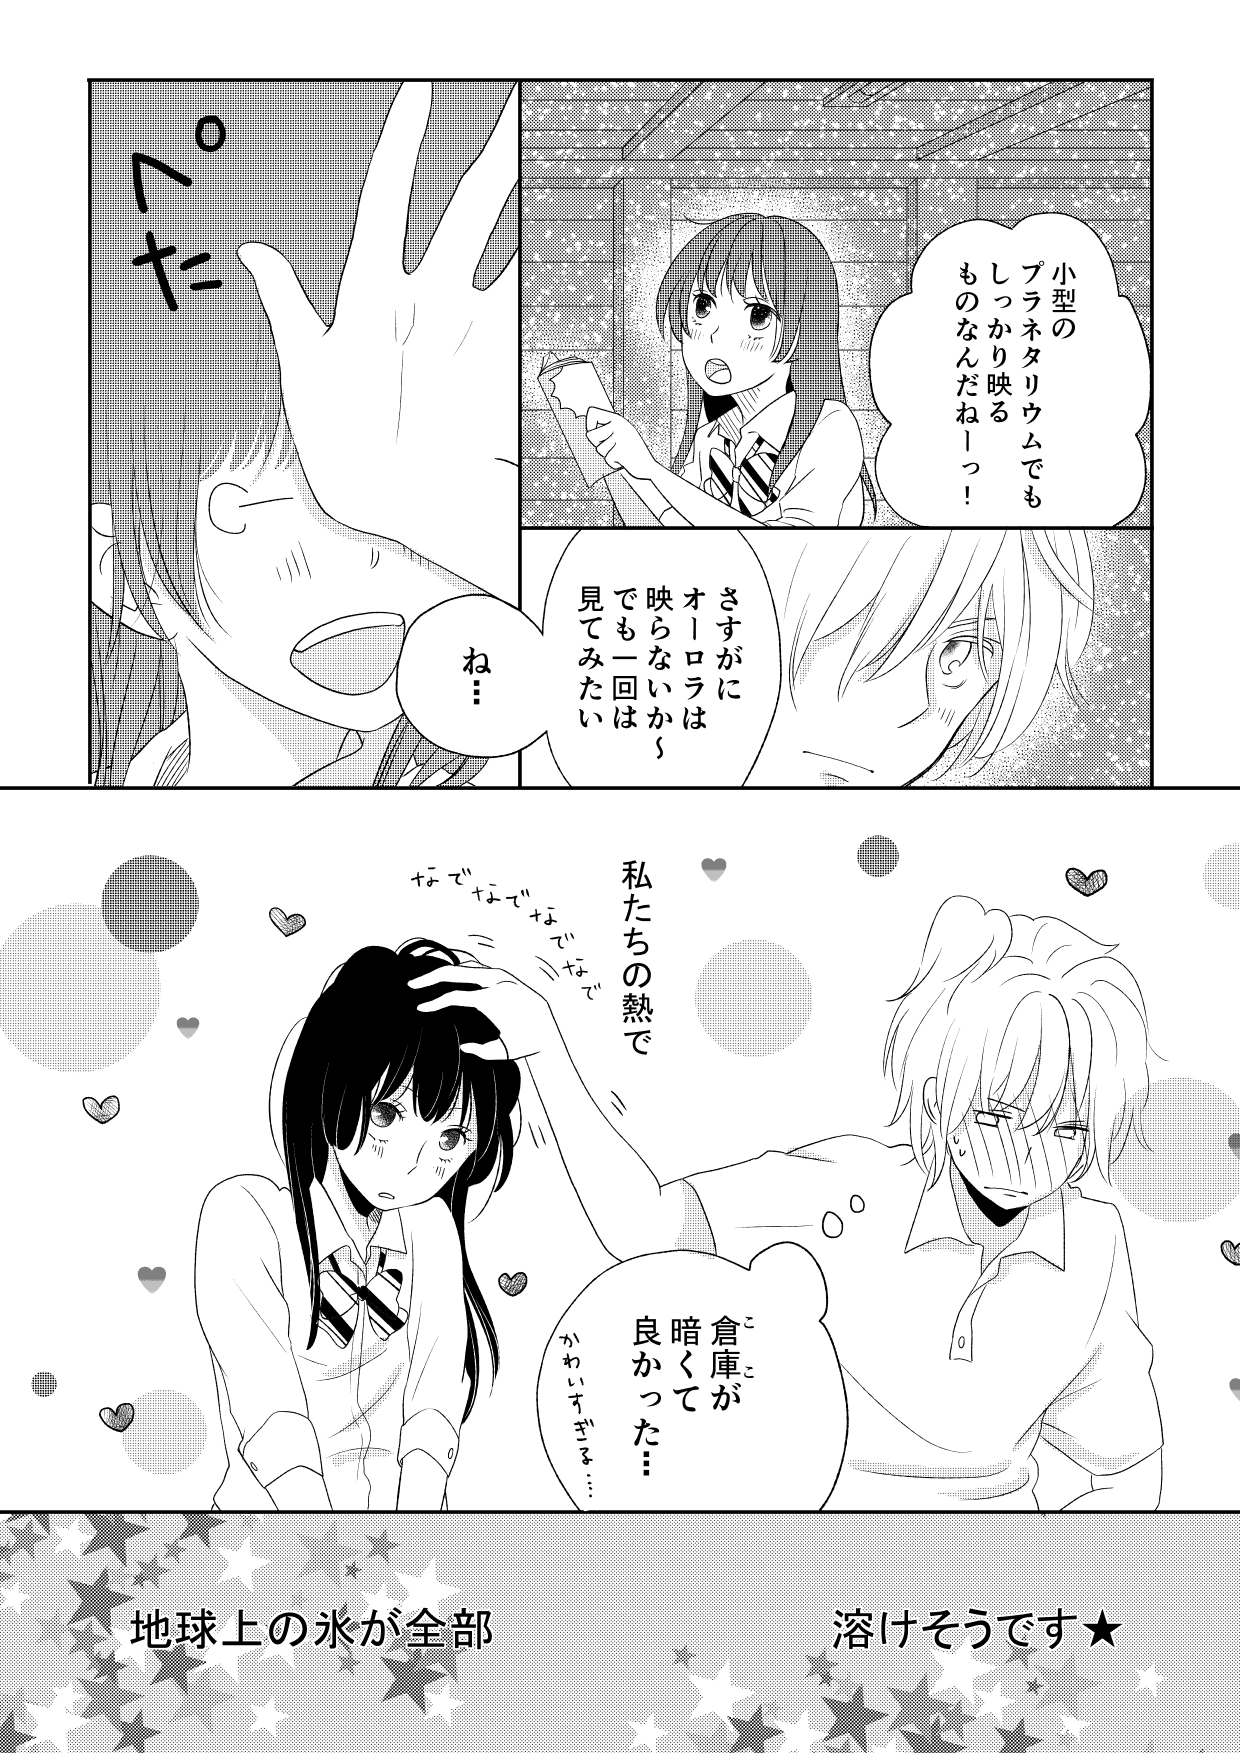 小型の
プラネタリウムでも
しっかり映る
ものなんだねーっ！
さすがに
オーロラは
映らないか～
でも一回は
見てみたい
ね…
ぺた
私たちの熱で
なでなでなでなでなで
倉庫が
ここ
暗くて
良かった…
かわいすぎる….
地球上の氷が全部
溶けそうです★